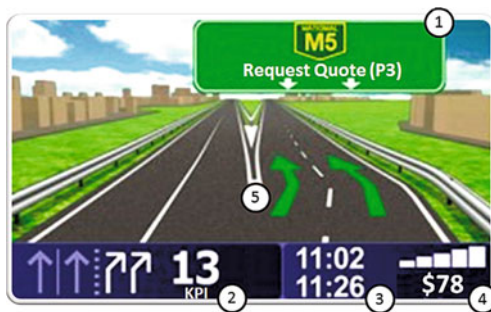 1
NATIONAL
M5
Request Quote (P3)
5
13
KPI
2
11:02
11:26
3
$78
4